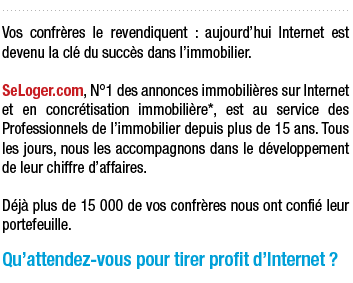 Vos confrères le revendiquent : aujourd'hui Internet est
devenu la clé du succès dans l'immobilier.
SeLoger.com, N°1 des annonces immobilières sur Internet
et en concrétisation immobilière*, est au service des
Professionnels de l'immobilier depuis plus de 15 ans. Tous
les jours, nous les accompagnons dans le développement
de leur chiffre d'affaires.
Déjà plus de 15 000 de vos confrères nous ont confié leur
portefeuille.
Qu'attendez-vous pour tirer profit d'Internet ?